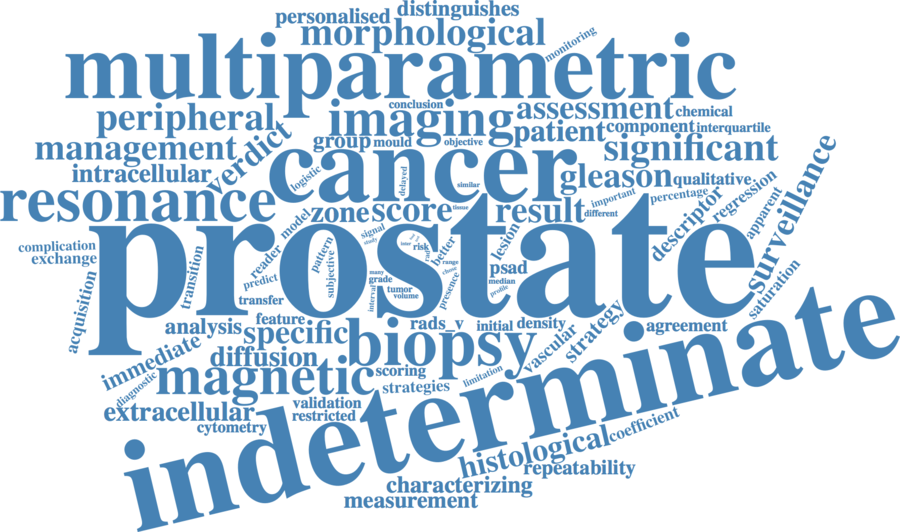 personalised distinguishes
morphological monitoring
multiparametric
conclusion assessment chemical
peripheral imaging
group mould objective patient component interquartile
management verdict cancer significant
intracellular logistic delayed similar gleason qualitative surveillance
resonance model zone score tissue result important percentage
different descriptor regression apparent
prostate
signal study risk better lesion
complication reader pattern
exchange predict subjective range psad
acquisition transition many grade chose median
transfer interval tumor volume presence profile saturation
feature rads_v initial density strategy
analysis specific biopsy vascular agreement
immediate diffusion scoring
diagnostic magnetic strategies limitation
indeterminate
extracellular validation
restricted
cytometry
histological coefficient
repeatability
characterizing
measurement